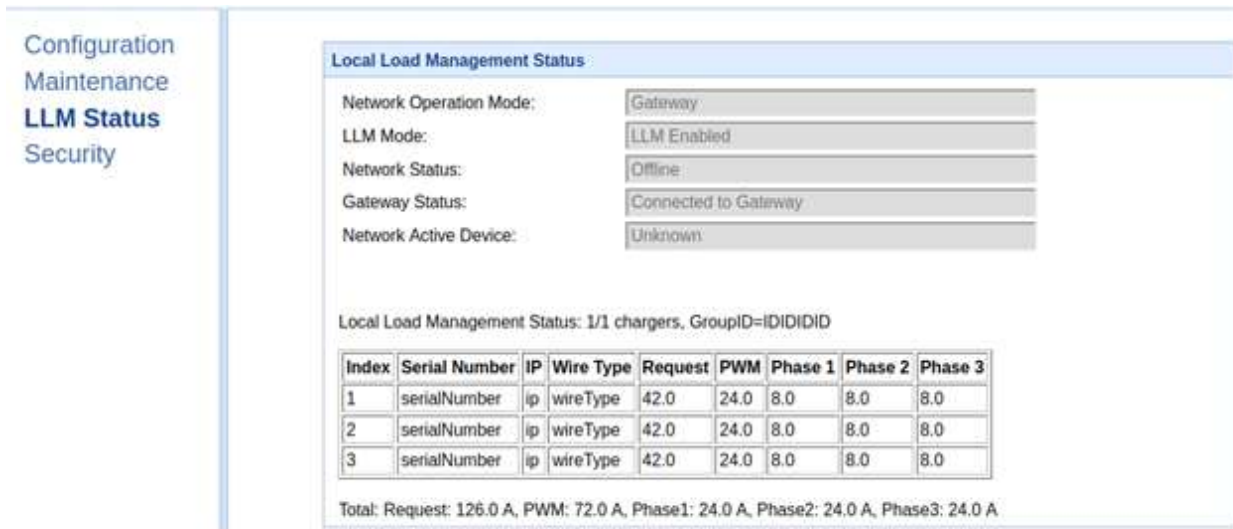 Configuration
Maintenance
LLM Status
Security
Local Load Management Status
Network Operation Mode: Gateway
LLM Mode: LLM Enabled
Network Status: Offline
Gateway Status: Connected to Gateway
Network Active Device: Unknown
Local Load Management Status: 1/1 chargers, GroupID=IDIDIDID
Index Serial Number IP Wire Type Request PWM Phase 1 Phase 2 Phase 3
1 serialNumber ip wireType 42.0 24.0 8.0 8.0 8.0
2 serialNumber ip wireType 42.0 24.0 8.0 8.0 8.0
3 serialNumber ip wireType 42.0 24.0 8.0 8.0 8.0
Total: Request: 126.0 A, PWM: 72.0 A, Phase1: 24.0 A, Phase2: 24.0 A, Phase3: 24.0 A